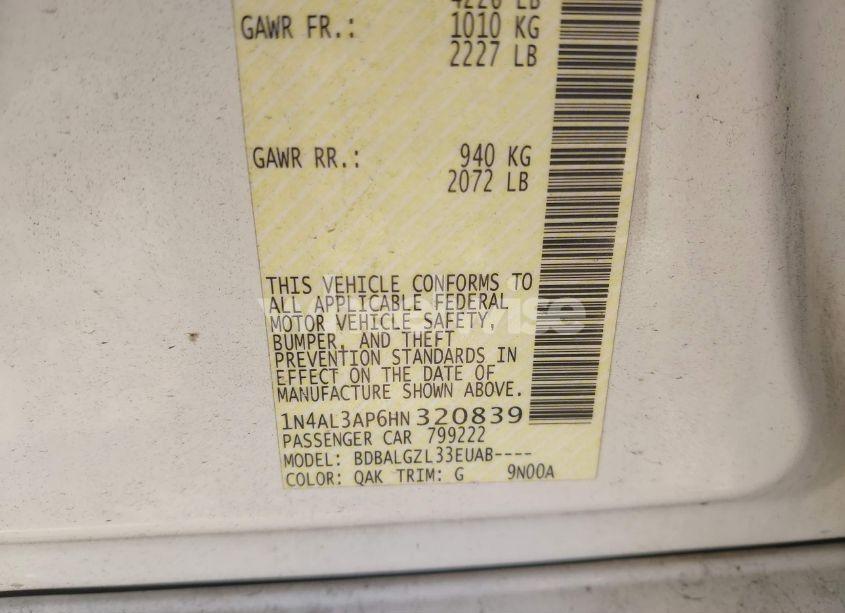 4226 LB
GAWR FR.: 1010 KG
2227 LB
GAWR RR.: 940 KG
2072 LB
THIS VEHICLE CONFORMS TO
ALL APPLICABLE FEDERAL
MOTOR VEHICLE SAFETY,
BUMPER, AND THEFT
PREVENTION STANDARDS IN
EFFECT ON THE DATE OF
MANUFACTURE SHOWN ABOVE.
1N4AL3AP6HN320839
PASSENGER CAR 799222
MODEL: BDBALGZL33EUAB----
COLOR: QAK TRIM: G 9N00A